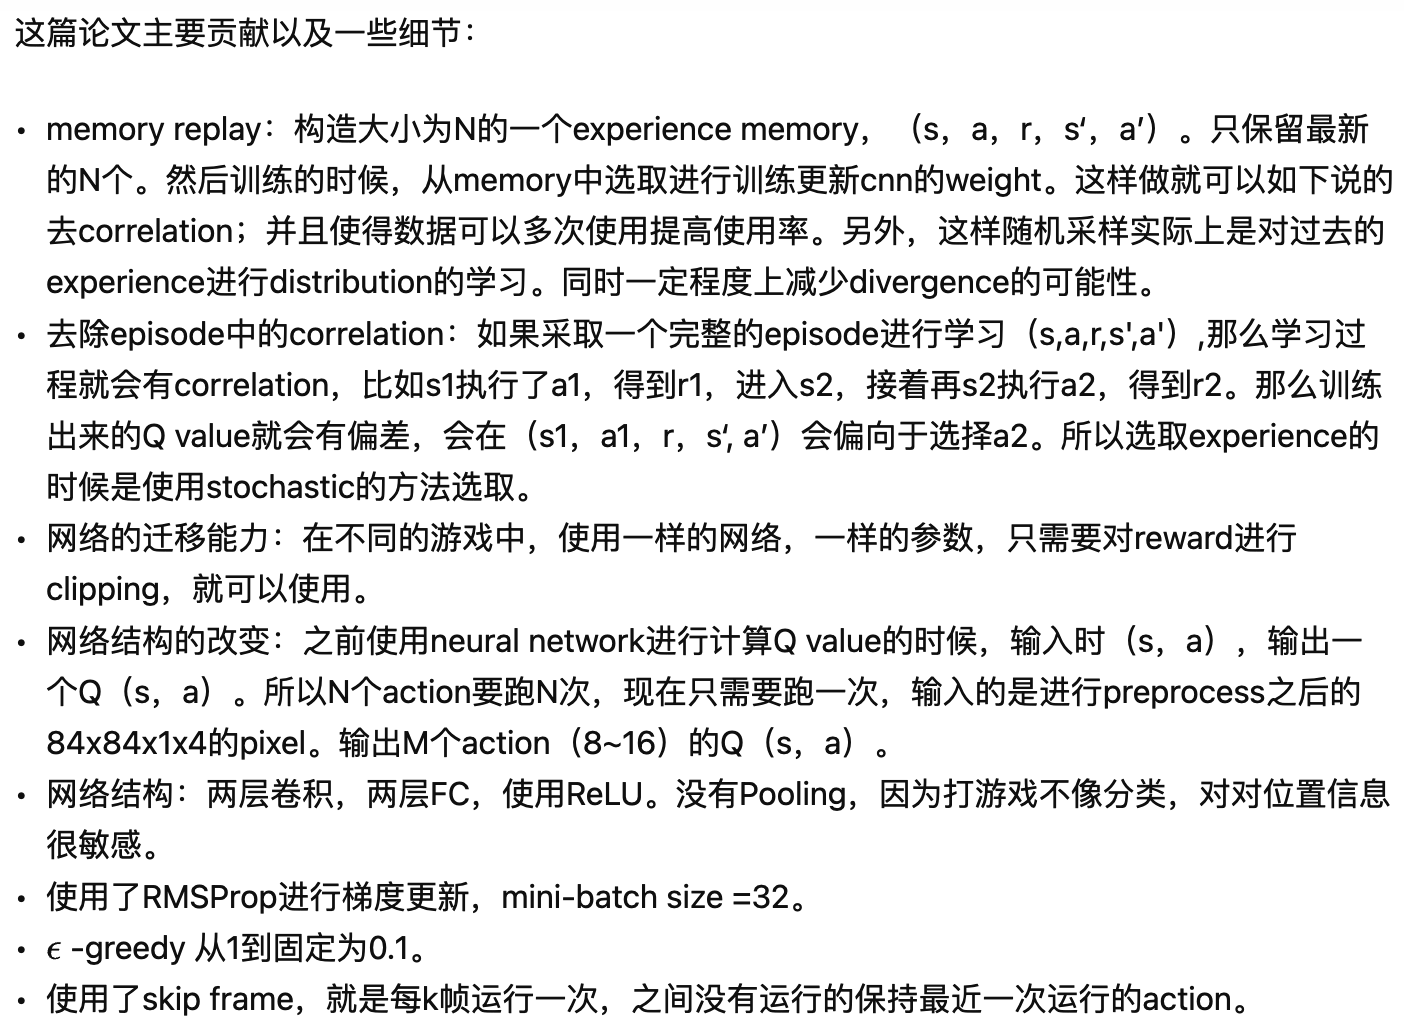 这篇论文主要贡献以及一些细节：
• memory replay：构造大小为N的一个experience memory，（s，a，r，s‘，a’）。只保留最新
的N个。然后训练的时候，从memory中选取进行训练更新cnn的weight。这样做就可以如下说的
去correlation；并且使得数据可以多次使用提高使用率。另外，这样随机采样实际上是对过去的
experience进行distribution的学习。同时一定程度上减少divergence的可能性。
• 去除episode中的correlation：如果采取一个完整的episode进行学习（s,a,r,s',a'）,那么学习过
程就会有correlation，比如s1执行了a1，得到r1，进入s2，接着再s2执行a2，得到r2。那么训练
出来的Q value就会有偏差，会在（s1，a1，r，s‘, a’）会偏向于选择a2。所以选取experience的
时候是使用stochastic的方法选取。
• 网络的迁移能力：在不同的游戏中，使用一样的网络，一样的参数，只需要对reward进行
clipping，就可以使用。
• 网络结构的改变：之前使用neural network进行计算Q value的时候，输入时（s，a），输出一
个Q（s，a）。所以N个action要跑N次，现在只需要跑一次，输入的是进行preprocess之后的
84x84x1x4的pixel。输出M个action（8~16）的Q（s，a）。
• 网络结构：两层卷积，两层FC，使用ReLU。没有Pooling，因为打游戏不像分类，对对位置信息
很敏感。
• 使用了RMSProp进行梯度更新，mini-batch size =32。
• ϵ -greedy 从1到固定为0.1。
• 使用了skip frame，就是每k帧运行一次，之间没有运行的保持最近一次运行的action。